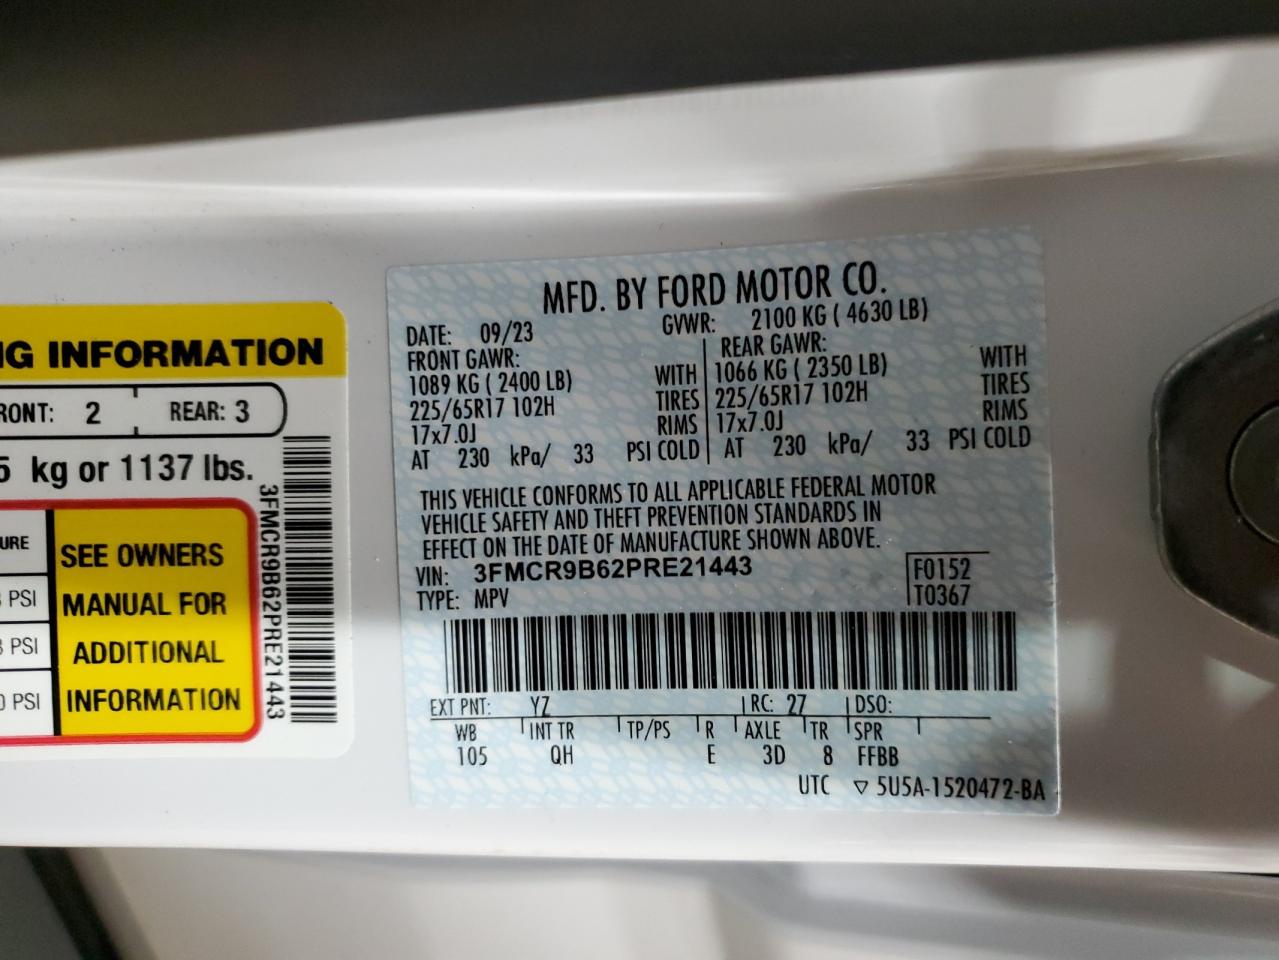 NG INFORMATION
RONT: 2 REAR: 3
5 kg or 1137 lbs.
URE
PSI
PSI
0 PSI
SEE OWNERS
MANUAL FOR
ADDITIONAL
INFORMATION
3FMCR9B62PRE21443
MFD. BY FORD MOTOR CO.
DATE: 09/23 GVWR: 2100 KG ( 4630 LB)
FRONT GAWR: REAR GAWR:
1089 KG ( 2400 LB) WITH 1066 KG ( 2350 LB) WITH
225/65R17 102H TIRES 225/65R17 102H TIRES
17x7.0J RIMS 17x7.0J RIMS
AT 230 kPa/ 33 PSI COLD AT 230 kPa/ 33 PSI COLD
THIS VEHICLE CONFORMS TO ALL APPLICABLE FEDERAL MOTOR
VEHICLE SAFETY AND THEFT PREVENTION STANDARDS IN
EFFECT ON THE DATE OF MANUFACTURE SHOWN ABOVE.
VIN: 3FMCR9B62PRE21443 F0152
TYPE: MPV T0367
EXT PNT: YZ RC: 27 DSO:
WB INT TR TP/PS R AXLE TR SPR
105 QH E 3D 8 FFBB
UTC ▽ 5U5A-1520472-BA